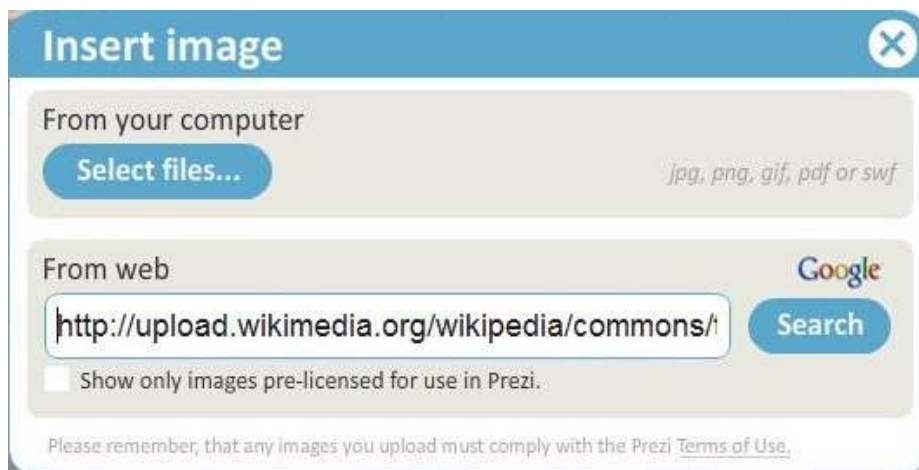 Insert image
From your computer
Select files...
jpg, png, gif, pdf or swf
From web
Google
http://upload.wikimedia.org/wikipedia/commons/
Search
Show only images pre-licensed for use in Prezi.
Please remember, that any images you upload must comply with the Prezi Terms of Use.